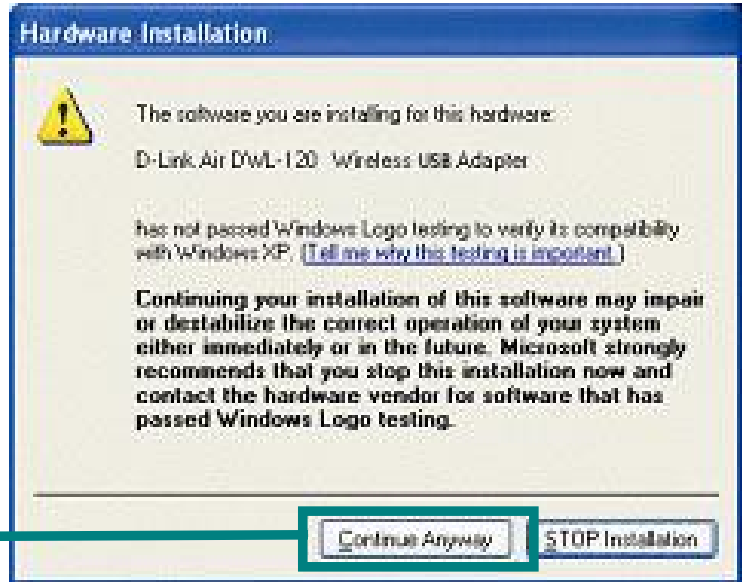 Hardware Installation
The software you are installing for this hardware:
D-Link Air DWL-120 Wireless USB Adapter
has not passed Windows Logo testing to verify its compatibility
with Windows XP. (Tell me why this testing is important.)
Continuing your installation of this software may impair
or destabilize the correct operation of your system
either immediately or in the future. Microsoft strongly
recommends that you stop this installation now and
contact the hardware vendor for software that has
passed Windows Logo testing.
Continue Anyway
STOP Installation